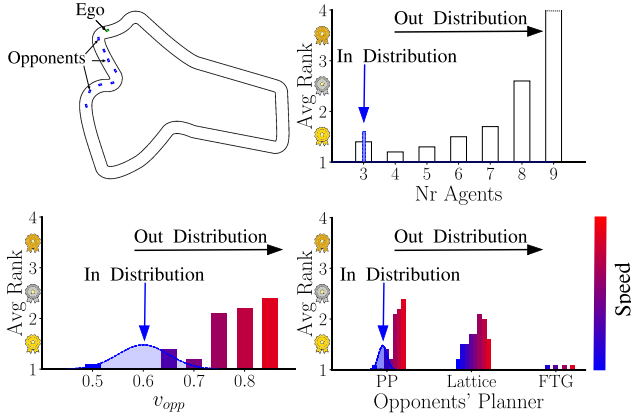 Ego
Opponents
4
3
2
1
Avg Rank
Out Distribution
In Distribution
3 4 5 6 7 8 9
Nr Agents
4
3
2
1
Avg Rank
Out Distribution
In Distribution
0.5 0.6 0.7 0.8
v_opp
4
3
2
1
Avg Rank
Out Distribution
In Distribution
PP Lattice FTG
Opponents' Planner
Speed